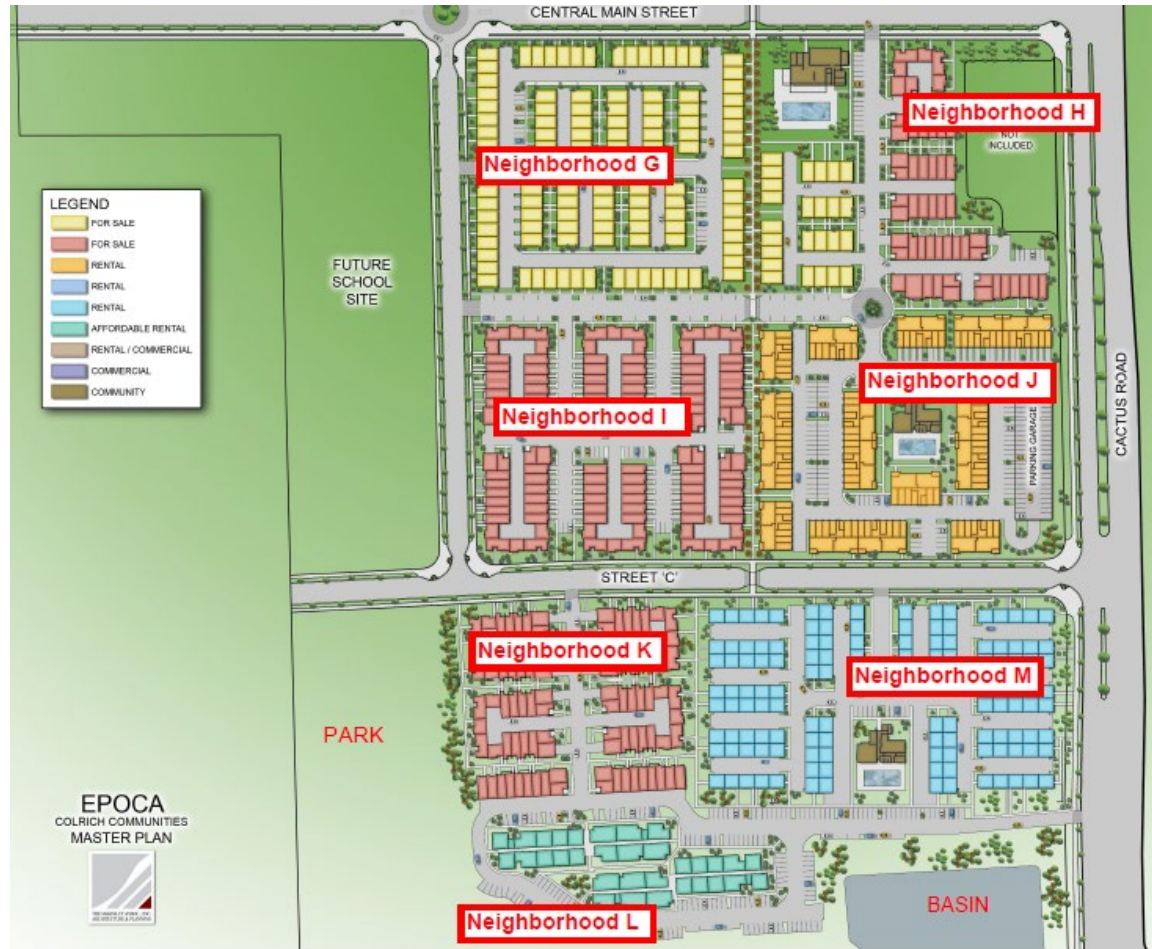 CENTRAL MAIN STREET
Neighborhood H
NOT
INCLUDED
Neighborhood G
LEGEND
FOR SALE
FOR SALE
RENTAL
RENTAL
RENTAL
AFFORDABLE RENTAL
RENTAL / COMMERCIAL
COMMERCIAL
COMMUNITY
FUTURE
SCHOOL
SITE
Neighborhood J
CACTUS ROAD
Neighborhood I
PARKING GARAGE
STREET 'C'
Neighborhood K
Neighborhood M
PARK
EPOCA
COLRICH COMMUNITIES
MASTER PLAN
BASIN
Neighborhood L